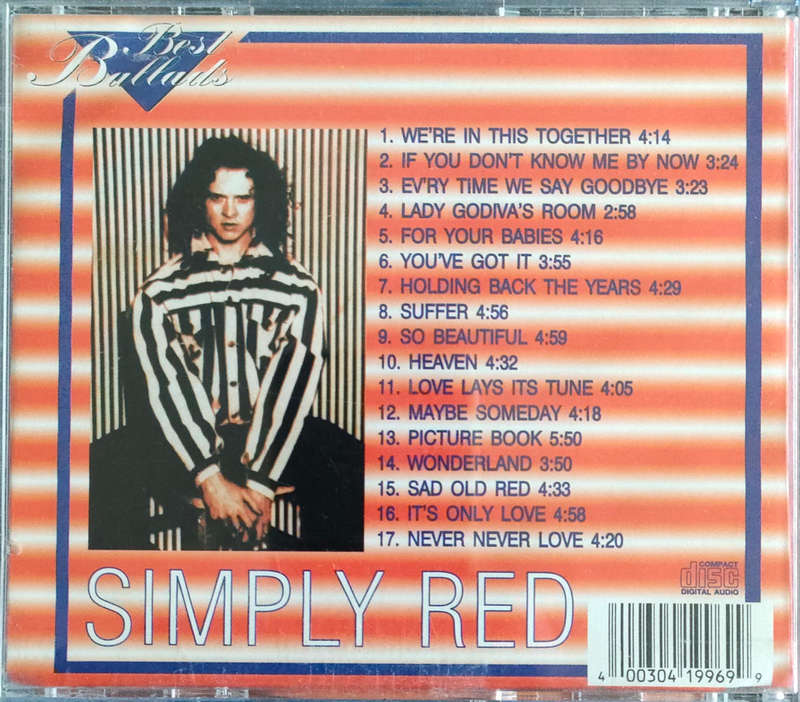 Best
Ballads
1. WE'RE IN THIS TOGETHER 4:14
2. IF YOU DON'T KNOW ME BY NOW 3:24
3. EV'RY TIME WE SAY GOODBYE 3:23
4. LADY GODIVA'S ROOM 2:58
5. FOR YOUR BABIES 4:16
6. YOU'VE GOT IT 3:55
7. HOLDING BACK THE YEARS 4:29
8. SUFFER 4:56
9. SO BEAUTIFUL 4:59
10. HEAVEN 4:32
11. LOVE LAYS ITS TUNE 4:05
12. MAYBE SOMEDAY 4:18
13. PICTURE BOOK 5:50
14. WONDERLAND 3:50
15. SAD OLD RED 4:33
16. IT'S ONLY LOVE 4:58
17. NEVER NEVER LOVE 4:20
COMPACT
disc
DIGITAL AUDIO
SIMPLY RED
4 00304 19969 9